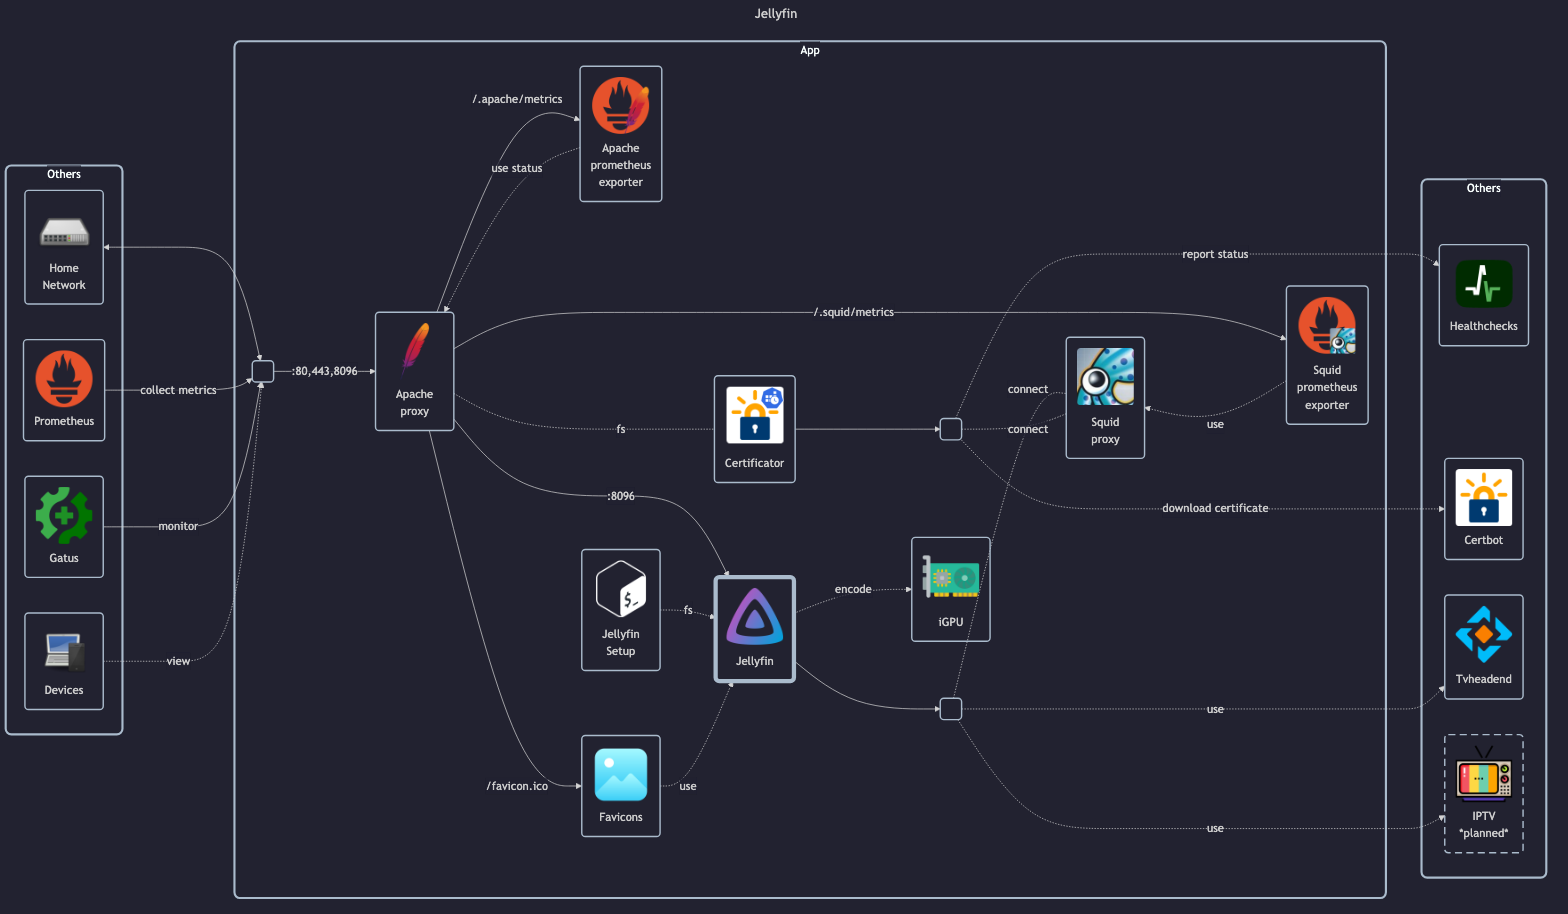 Jellyfin
App
Others
Home
Network
Prometheus
Gatus
Devices
collect metrics
monitor
view
:80,443,8096
/.apache/metrics
use status
Apache
prometheus
exporter
Apache
proxy
/.squid/metrics
fs
:8096
/favicon.ico
Certificator
Jellyfin
Setup
fs
Jellyfin
Favicons
use
encode
iGPU
connect
connect
Squid
proxy
use
Squid
prometheus
exporter
report status
download certificate
use
use
Others
Healthchecks
Certbot
Tvheadend
IPTV
*planned*
$_